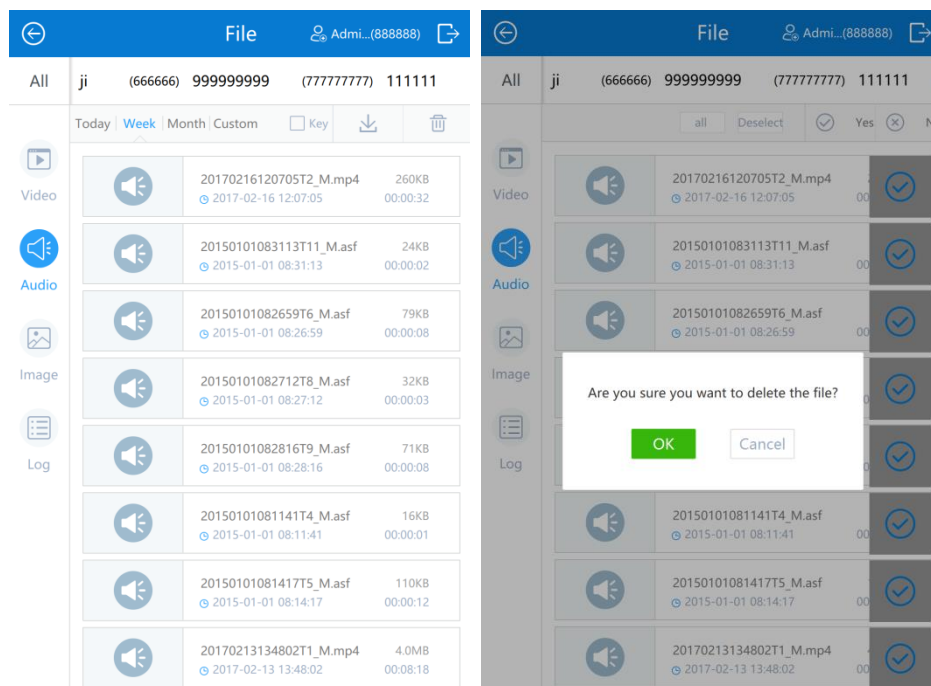 File Admi...(888888)
All ji (666666) 999999999 (777777777) 111111
Today Week Month Custom Key
Video
Audio
Image
Log
20170216120705T2_M.mp4 260KB
2017-02-16 12:07:05 00:00:32
20150101083113T11_M.asf 24KB
2015-01-01 08:31:13 00:00:02
20150101082659T6_M.asf 79KB
2015-01-01 08:26:59 00:00:08
20150101082712T8_M.asf 32KB
2015-01-01 08:27:12 00:00:03
20150101082816T9_M.asf 71KB
2015-01-01 08:28:16 00:00:08
20150101081141T4_M.asf 16KB
2015-01-01 08:11:41 00:00:01
20150101081417T5_M.asf 110KB
2015-01-01 08:14:17 00:00:12
20170213134802T1_M.mp4 4.0MB
2017-02-13 13:48:02 00:08:18
File Admi...(888888)
All ji (666666) 999999999 (777777777) 111111
all Deselect Yes
Video
Audio
Image
Log
20170216120705T2_M.mp4
2017-02-16 12:07:05 00
20150101083113T11_M.asf
2015-01-01 08:31:13 00
20150101082659T6_M.asf
2015-01-01 08:26:59 00
Are you sure you want to delete the file?
OK Cancel
20150101081141T4_M.asf
2015-01-01 08:11:41 00
20150101081417T5_M.asf
2015-01-01 08:14:17 00
20170213134802T1_M.mp4
2017-02-13 13:48:02 00